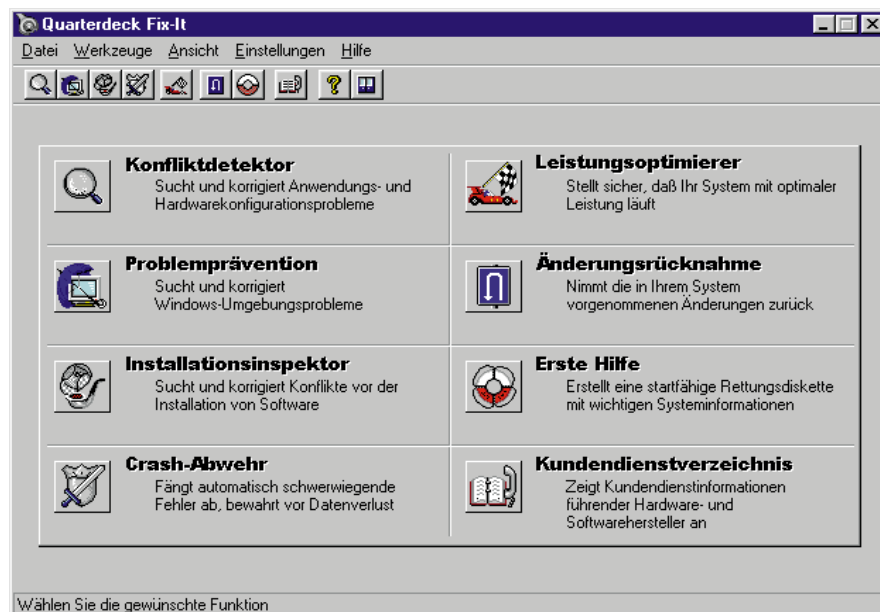 Quarterdeck Fix-It
Datei Werkzeuge Ansicht Einstellungen Hilfe
Konfliktdetektor
Sucht und korrigiert Anwendungs- und
Hardwarekonfigurationsprobleme
Problemprävention
Sucht und korrigiert
Windows-Umgebungsprobleme
Installationsinspektor
Sucht und korrigiert Konflikte vor der
Installation von Software
Crash-Abwehr
Fängt automatisch schwerwiegende
Fehler ab, bewahrt vor Datenverlust
Leistungsoptimierer
Stellt sicher, daß Ihr System mit optimaler
Leistung läuft
Änderungsrücknahme
Nimmt die in Ihrem System
vorgenommenen Änderungen zurück
Erste Hilfe
Erstellt eine startfähige Rettungsdiskette
mit wichtigen Systeminformationen
Kundendienstverzeichnis
Zeigt Kundendienstinformationen
führender Hardware- und
Softwarehersteller an
Wählen Sie die gewünschte Funktion